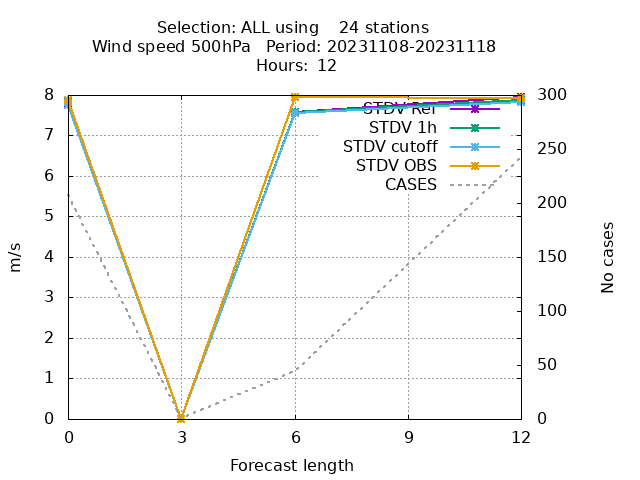 Selection: ALL using    24 stations
Wind speed 500hPa   Period: 20231108-20231118
Hours: 12
8
7
6
5
4
3
2
1
0
300
250
200
150
100
50
0
m/s
No cases
STDV Ref
STDV 1h
STDV cutoff
STDV OBS
CASES
0 3 6 9 12
Forecast length